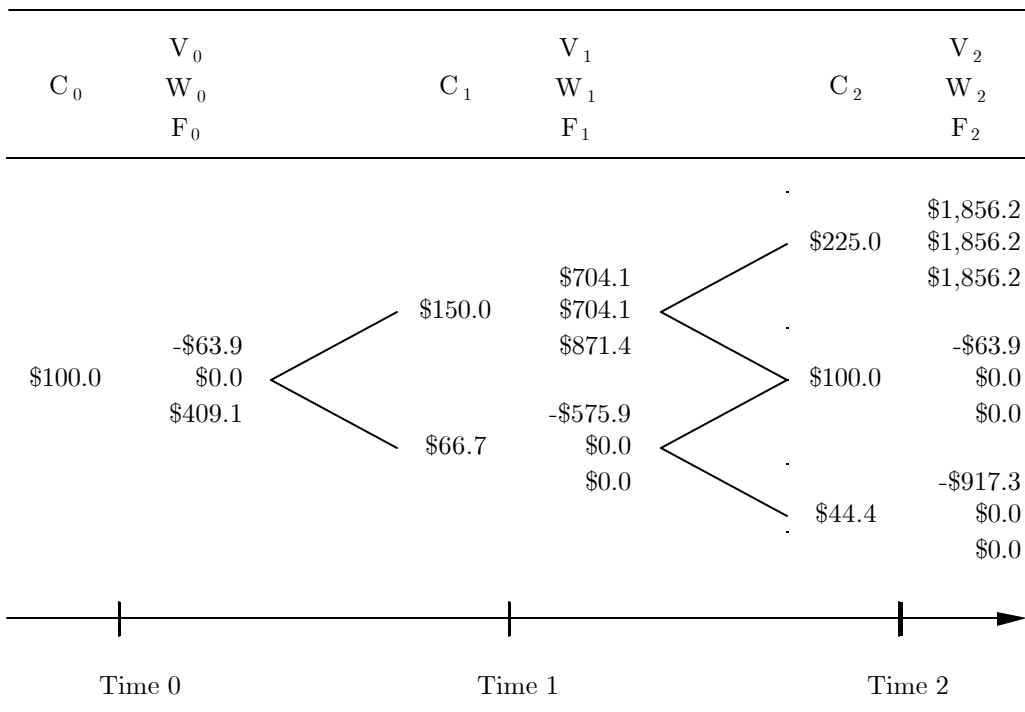 V0 V1 V2
C0 W0 C1 W1 C2 W2
F0 F1 F2
$1,856.2
$225.0 $1,856.2
$704.1 $1,856.2
$150.0 $704.1
-$63.9 $871.4 -$63.9
$100.0 $0.0 $100.0 $0.0
$409.1 -$575.9 $0.0
$66.7 $0.0
$0.0 -$917.3
$44.4 $0.0
$0.0
Time 0 Time 1 Time 2